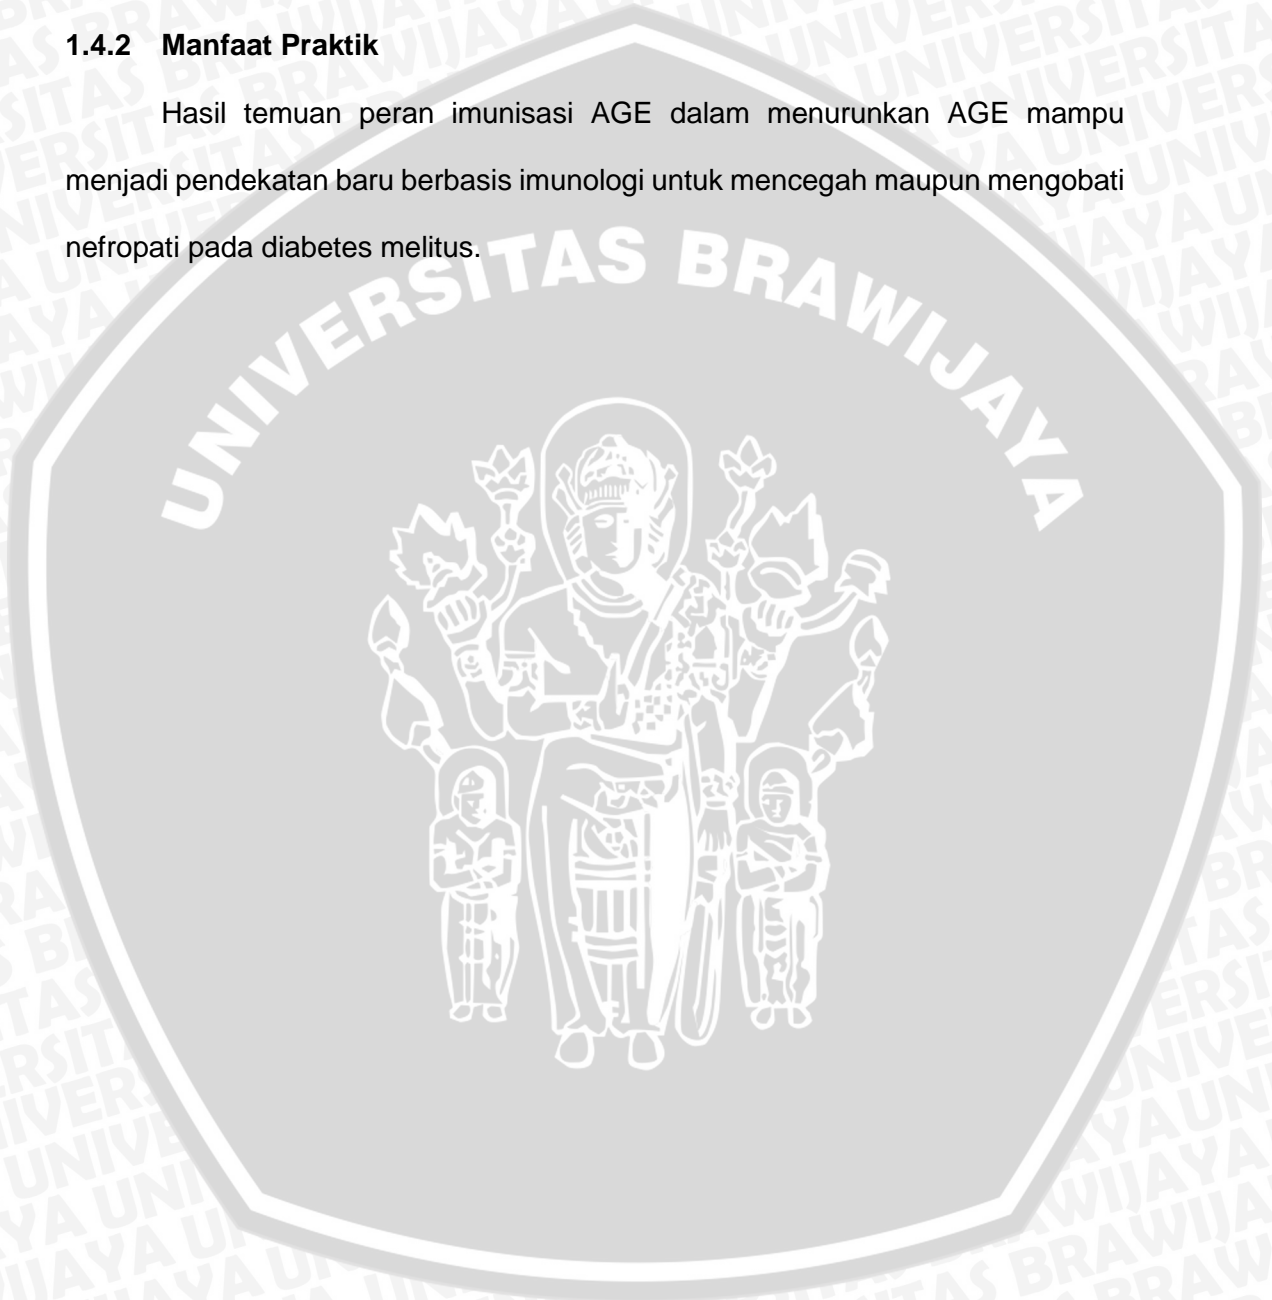 1.4.2 Manfaat Praktik
Hasil temuan peran imunisasi AGE dalam menurunkan AGE mampu
menjadi pendekatan baru berbasis imunologi untuk mencegah maupun mengobati
nefropati pada diabetes melitus.
UNIVERSITAS BRAWIJAYA